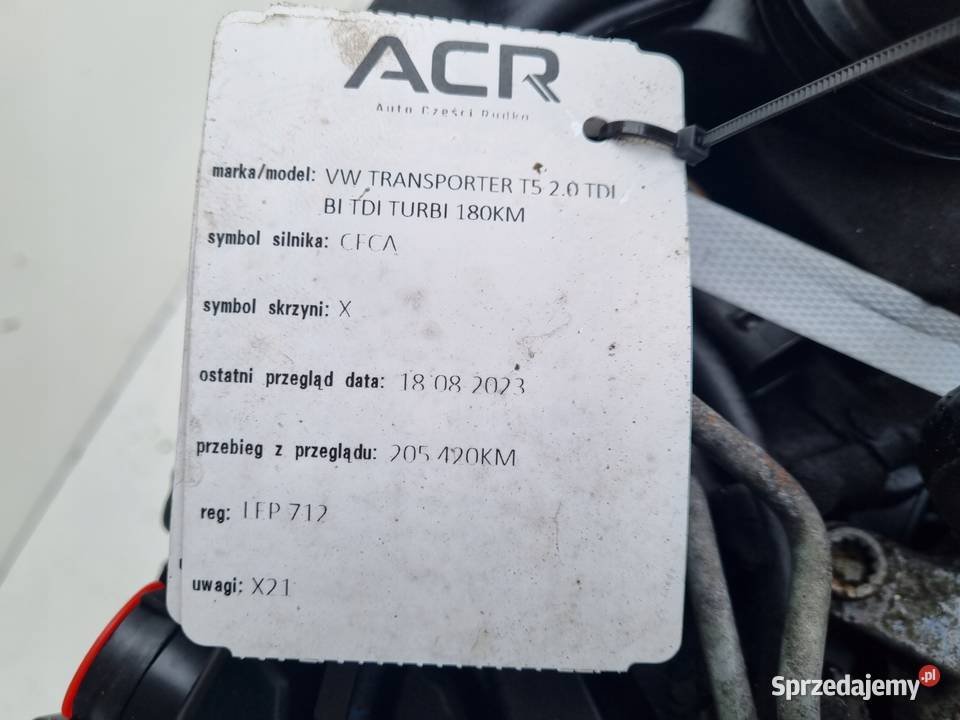 ACR
Auto Części Rudko
marka/model: VW TRANSPORTER T5 2.0 TDI
BI TDI TURBI 180KM
symbol silnika: CFCA
symbol skrzyni: X
ostatni przegląd data: 18.08.2023
przebieg z przeglądu: 205.420KM
reg: 712
uwagi: X21
Sprzedajemy.pl